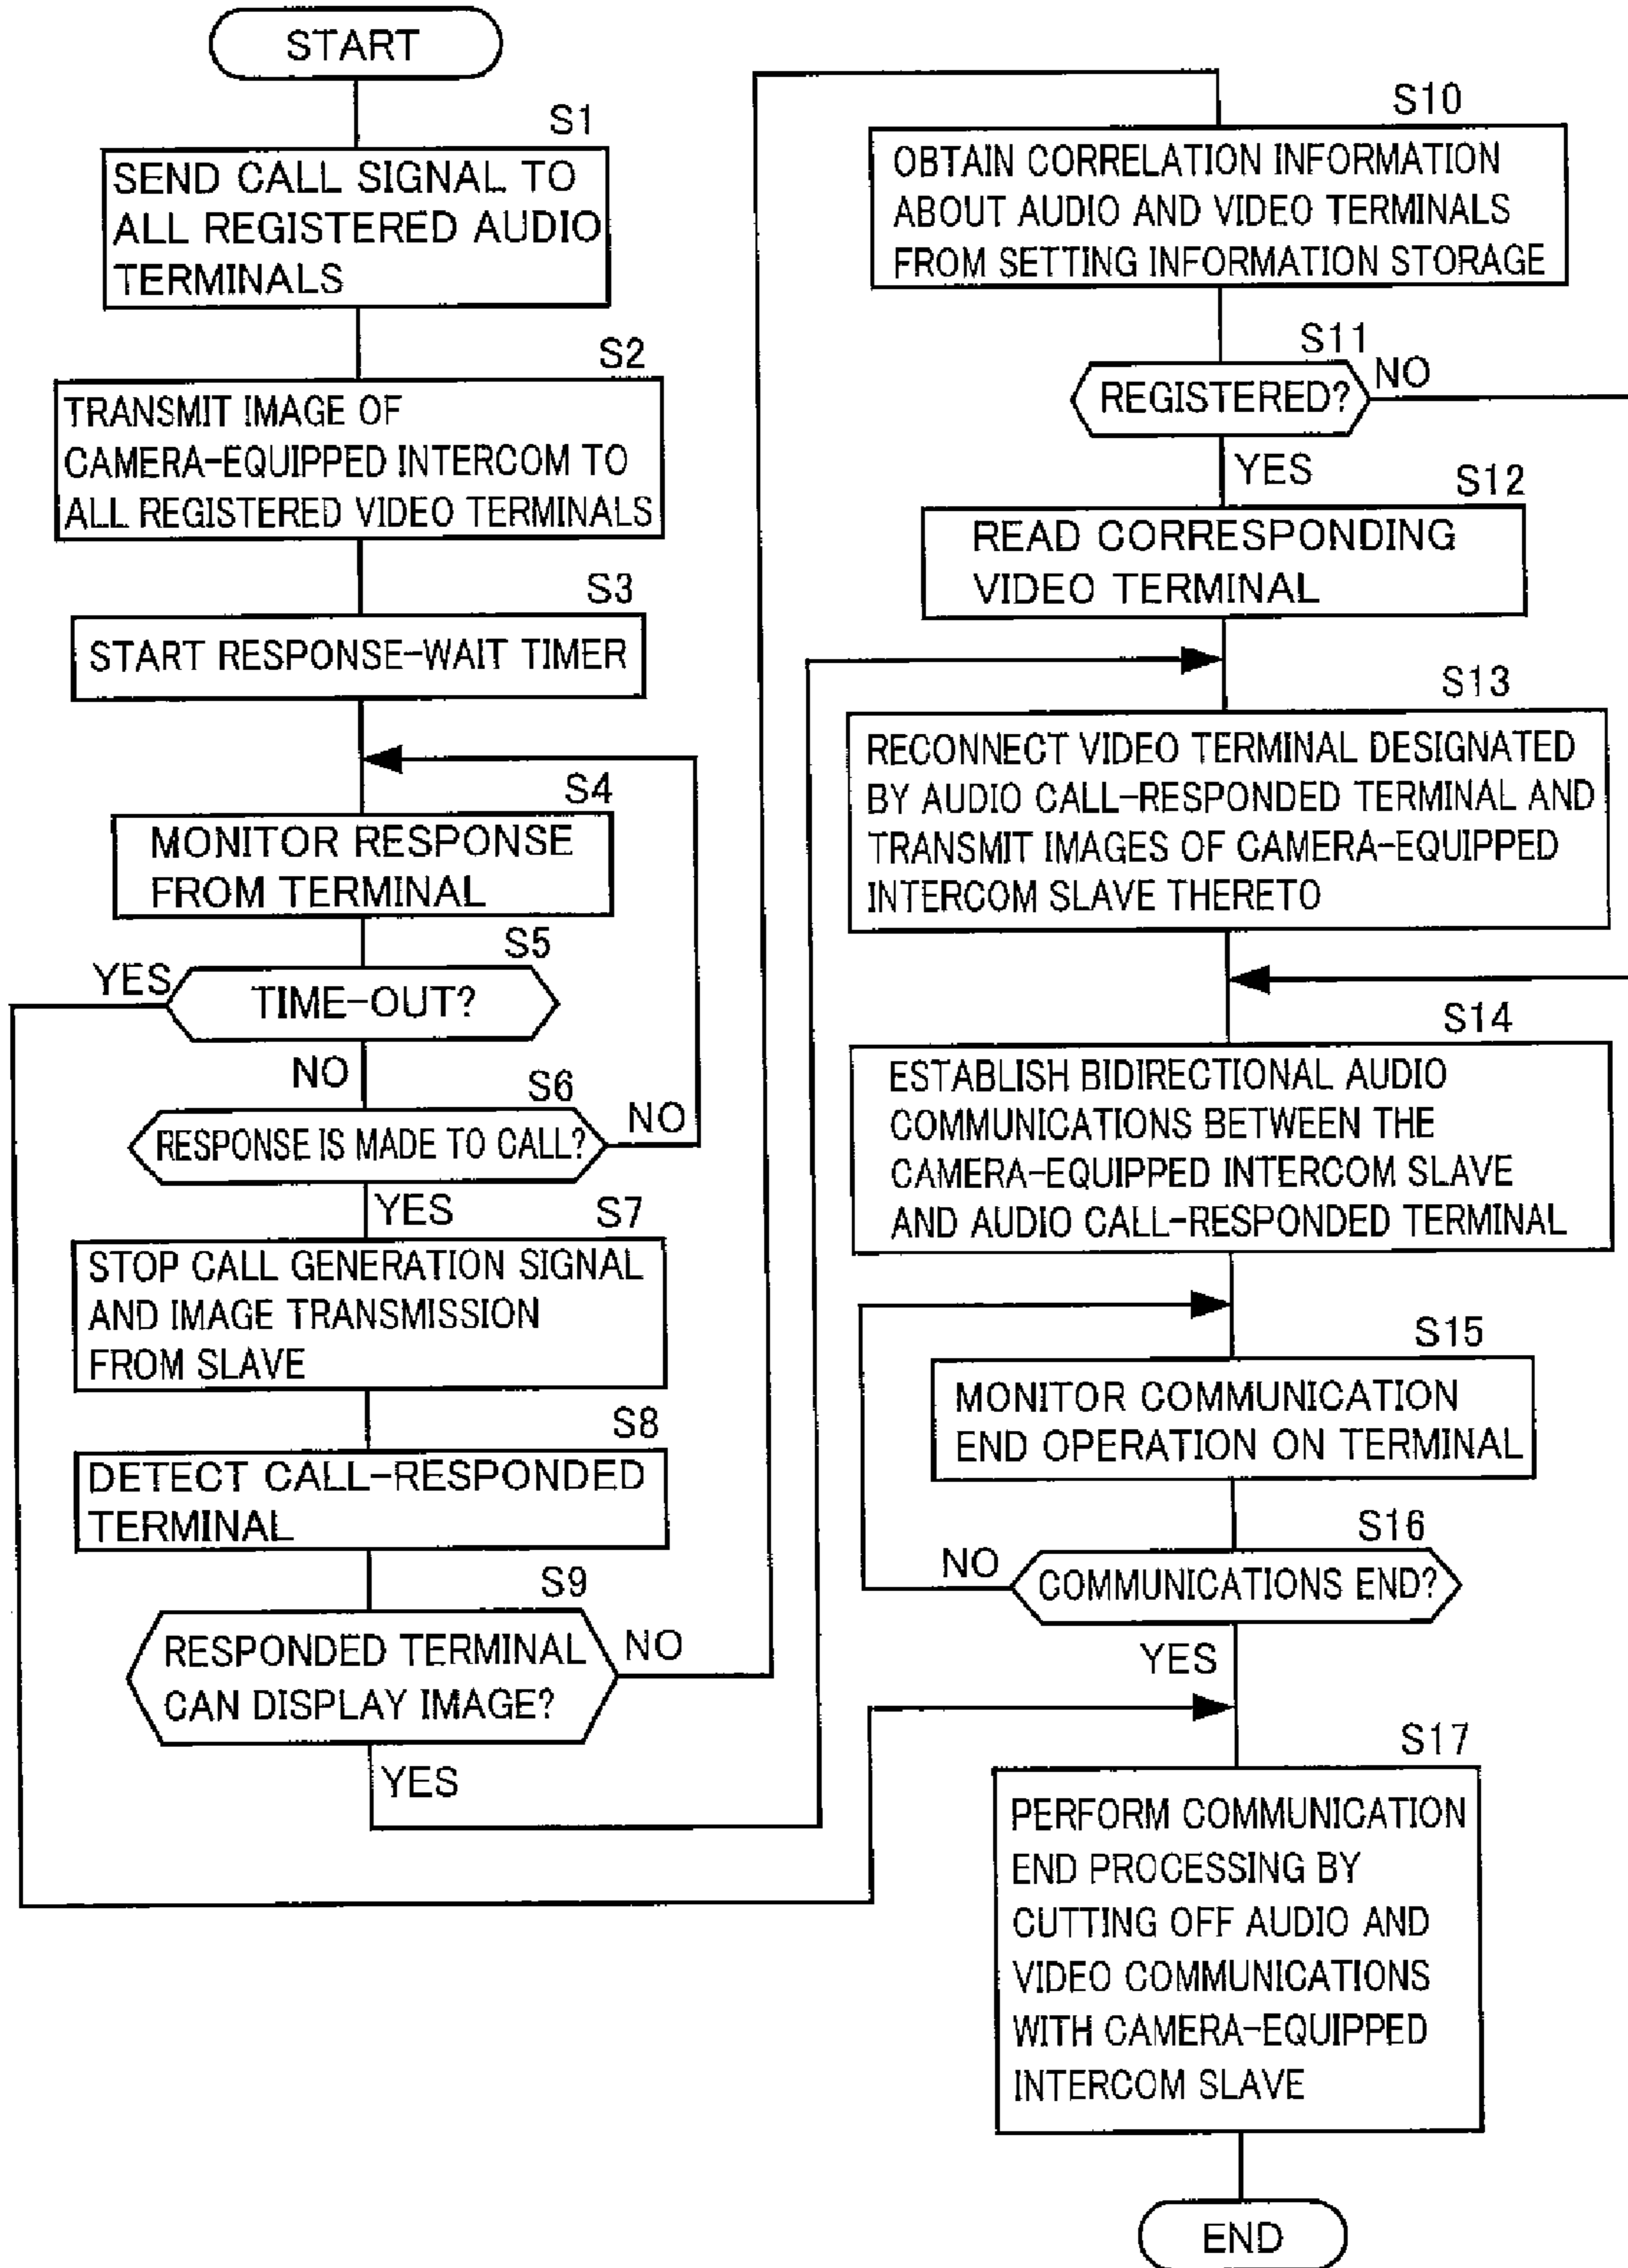 START
S1
SEND CALL SIGNAL TO
ALL REGISTERED AUDIO
TERMINALS
S2
TRANSMIT IMAGE OF
CAMERA-EQUIPPED INTERCOM TO
ALL REGISTERED VIDEO TERMINALS
S3
START RESPONSE-WAIT TIMER
S4
MONITOR RESPONSE
FROM TERMINAL
S5
YES
TIME-OUT?
NO
S6
RESPONSE IS MADE TO CALL?
NO
YES
S7
STOP CALL GENERATION SIGNAL
AND IMAGE TRANSMISSION
FROM SLAVE
S8
DETECT CALL-RESPONDED
TERMINAL
S9
RESPONDED TERMINAL
CAN DISPLAY IMAGE?
NO
YES
S10
OBTAIN CORRELATION INFORMATION
ABOUT AUDIO AND VIDEO TERMINALS
FROM SETTING INFORMATION STORAGE
S11
REGISTERED?
NO
YES
S12
READ CORRESPONDING
VIDEO TERMINAL
S13
RECONNECT VIDEO TERMINAL DESIGNATED
BY AUDIO CALL-RESPONDED TERMINAL AND
TRANSMIT IMAGES OF CAMERA-EQUIPPED
INTERCOM SLAVE THERETO
S14
ESTABLISH BIDIRECTIONAL AUDIO
COMMUNICATIONS BETWEEN THE
CAMERA-EQUIPPED INTERCOM SLAVE
AND AUDIO CALL-RESPONDED TERMINAL
S15
MONITOR COMMUNICATION
END OPERATION ON TERMINAL
S16
NO
COMMUNICATIONS END?
YES
S17
PERFORM COMMUNICATION
END PROCESSING BY
CUTTING OFF AUDIO AND
VIDEO COMMUNICATIONS
WITH CAMERA-EQUIPPED
INTERCOM SLAVE
END